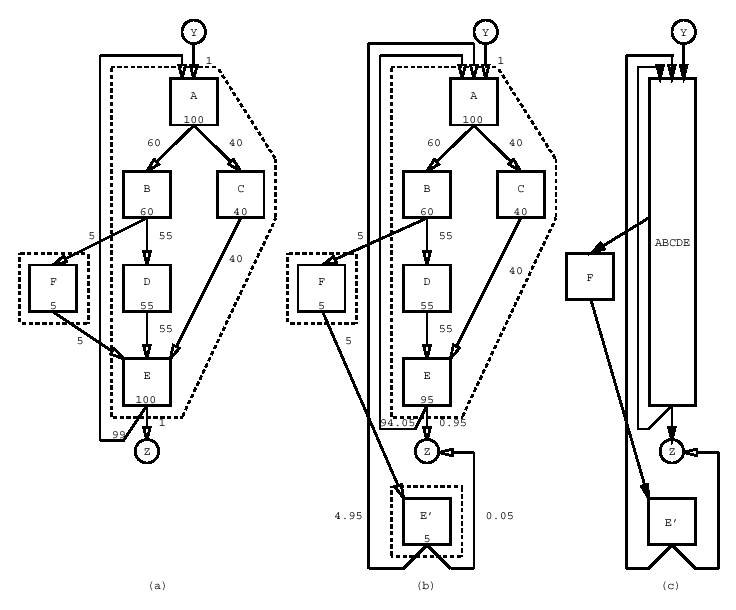 Y Y Y
1 1
A A
100 100
60 40 60 40
B C B C
60 40 60 40
5 55 5 55
40 ABCDE
F D F D 40 F
5 55 5 55
55 55
5 5
E E
100 95
1 94.05 0.95
99
Z Z Z
4.95 E' 0.05 E'
5
(a) (b) (c)